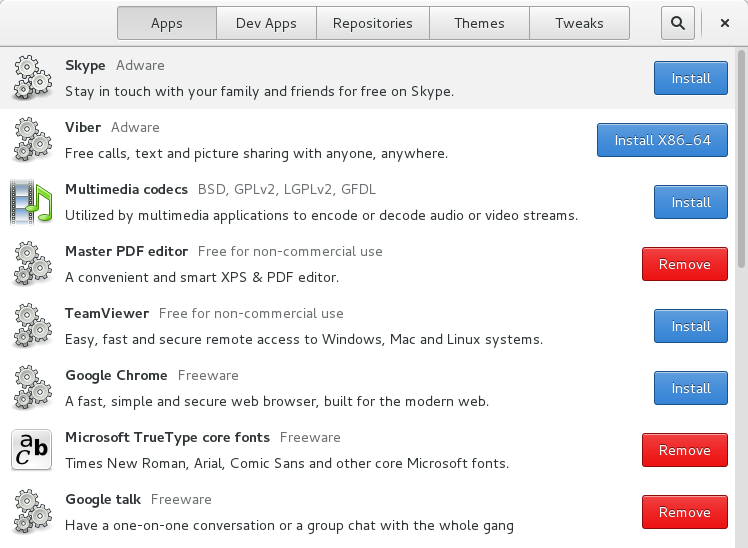 Apps Dev Apps Repositories Themes Tweaks
Skype Adware
Install
Stay in touch with your family and friends for free on Skype.
Viber Adware
Install X86_64
Free calls, text and picture sharing with anyone, anywhere.
Multimedia codecs BSD, GPLv2, LGPLv2, GFDL
Install
Utilized by multimedia applications to encode or decode audio or video streams.
Master PDF editor Free for non-commercial use
Remove
A convenient and smart XPS & PDF editor.
TeamViewer Free for non-commercial use
Install
Easy, fast and secure remote access to Windows, Mac and Linux systems.
Google Chrome Freeware
Install
A fast, simple and secure web browser, built for the modern web.
a b c
Microsoft TrueType core fonts Freeware
Remove
Times New Roman, Arial, Comic Sans and other core Microsoft fonts.
Google talk Freeware
Remove
Have a one-on-one conversation or a group chat with the whole gang